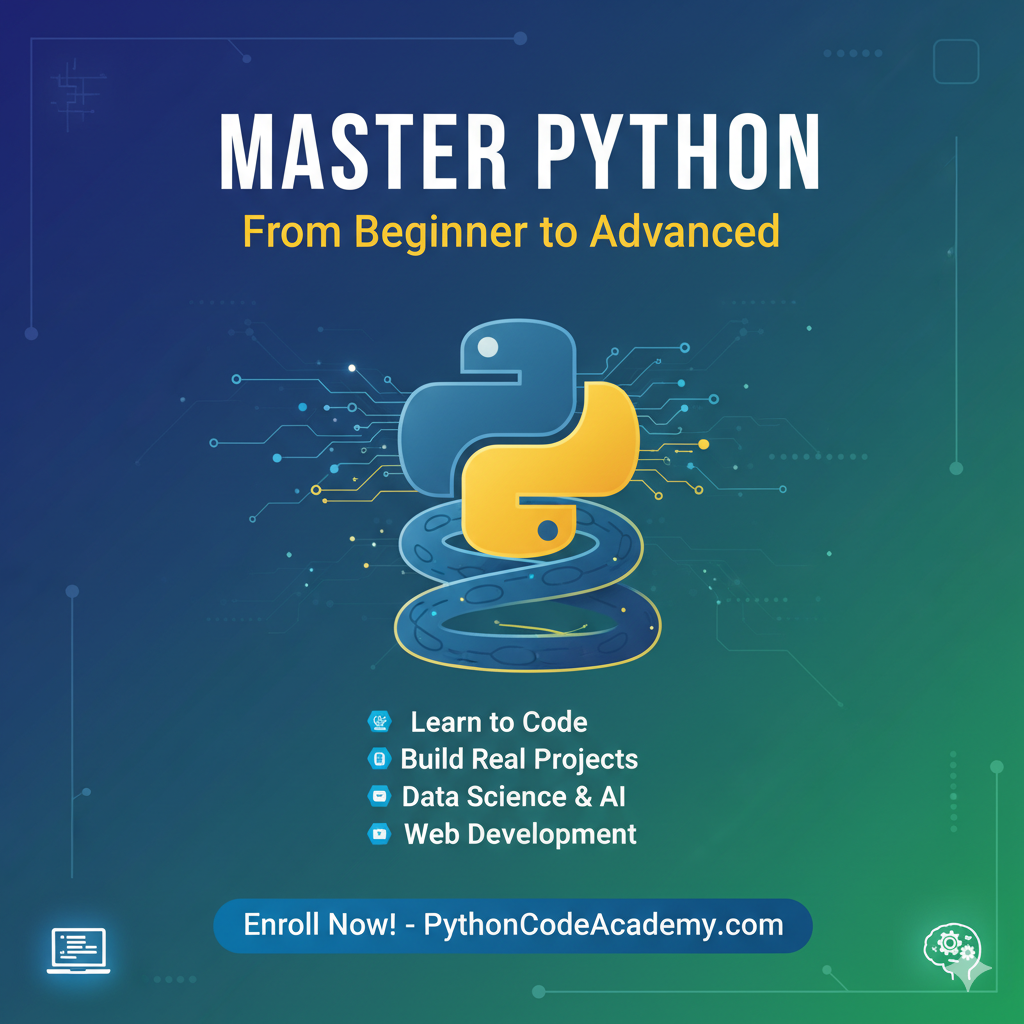 MASTER PYTHON
From Beginner to Advanced
Learn to Code
Build Real Projects
Data Science & AI
Web Development
Enroll Now! - PythonCodeAcademy.com